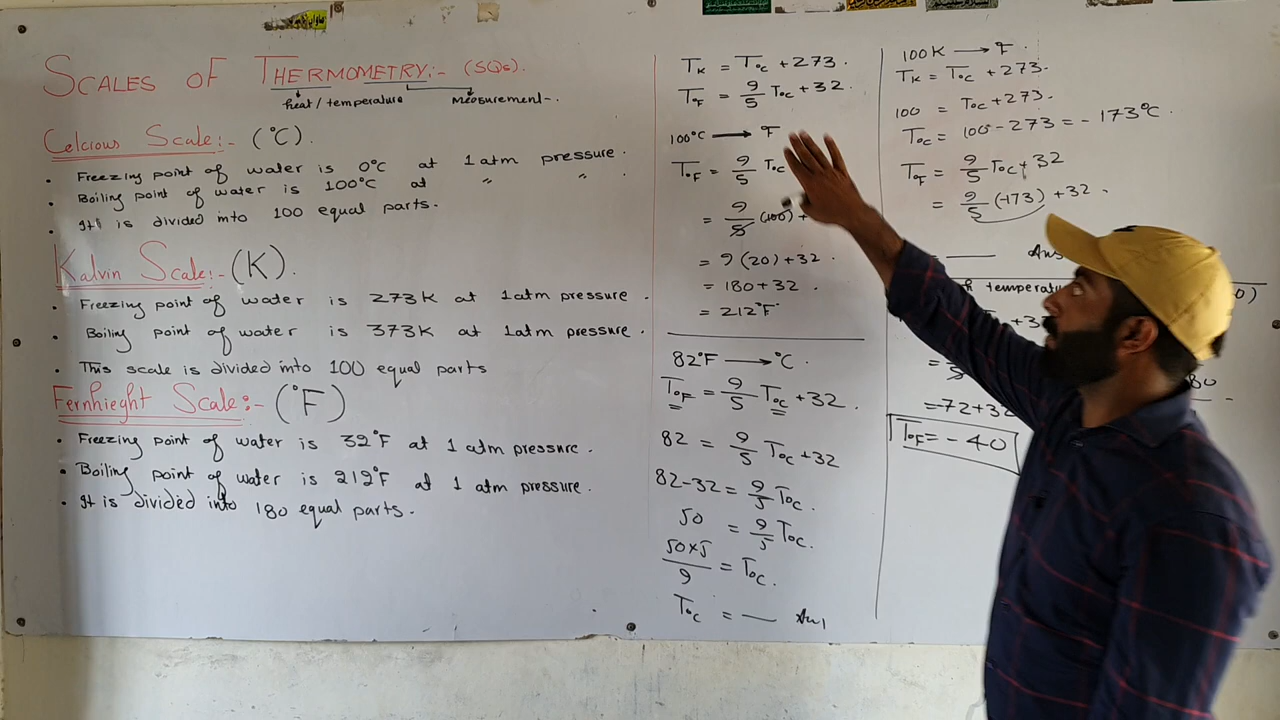 SCALES OF THERMOMETRY:- (SQs).
heat/temperature measurement-.
Celcious Scale:- (°C).
• Freezing point of water is 0°C at 1 atm pressure.
• Boiling point of water is 100°C at " " .
• It is divided into 100 equal parts.
Kalvin Scale:- (K).
• Freezing point of water is 273K at 1atm pressure.
• Boiling point of water is 373K at 1atm pressure.
• This scale is divided into 100 equal parts
Fernhieght Scale:- (°F)
• Freezing point of water is 32°F at 1 atm pressure.
• Boiling point of water is 212°F at 1 atm pressure.
• It is divided into 180 equal parts.
TK = T°C + 273.
T°F = 9/5 T°C + 32.
100°C → °F
T°F = 9/5 T°C
= 9/5 (100) +
= 9 (20) + 32.
= 180 + 32.
= 212°F
82°F → °C.
T°F = 9/5 T°C + 32.
82 = 9/5 T°C + 32
82-32 = 9/5 T°C.
50 = 9/5 T°C.
50×5/9 = T°C.
T°C = — Ans
100K → °F.
TK = T°C + 273.
100 = T°C + 273.
T°C = 100-273 = -173°C.
T°F = 9/5 T°C + 32
= 9/5 (-173) + 32.
— Ans
temperatu
= 72+32
T°F = -40